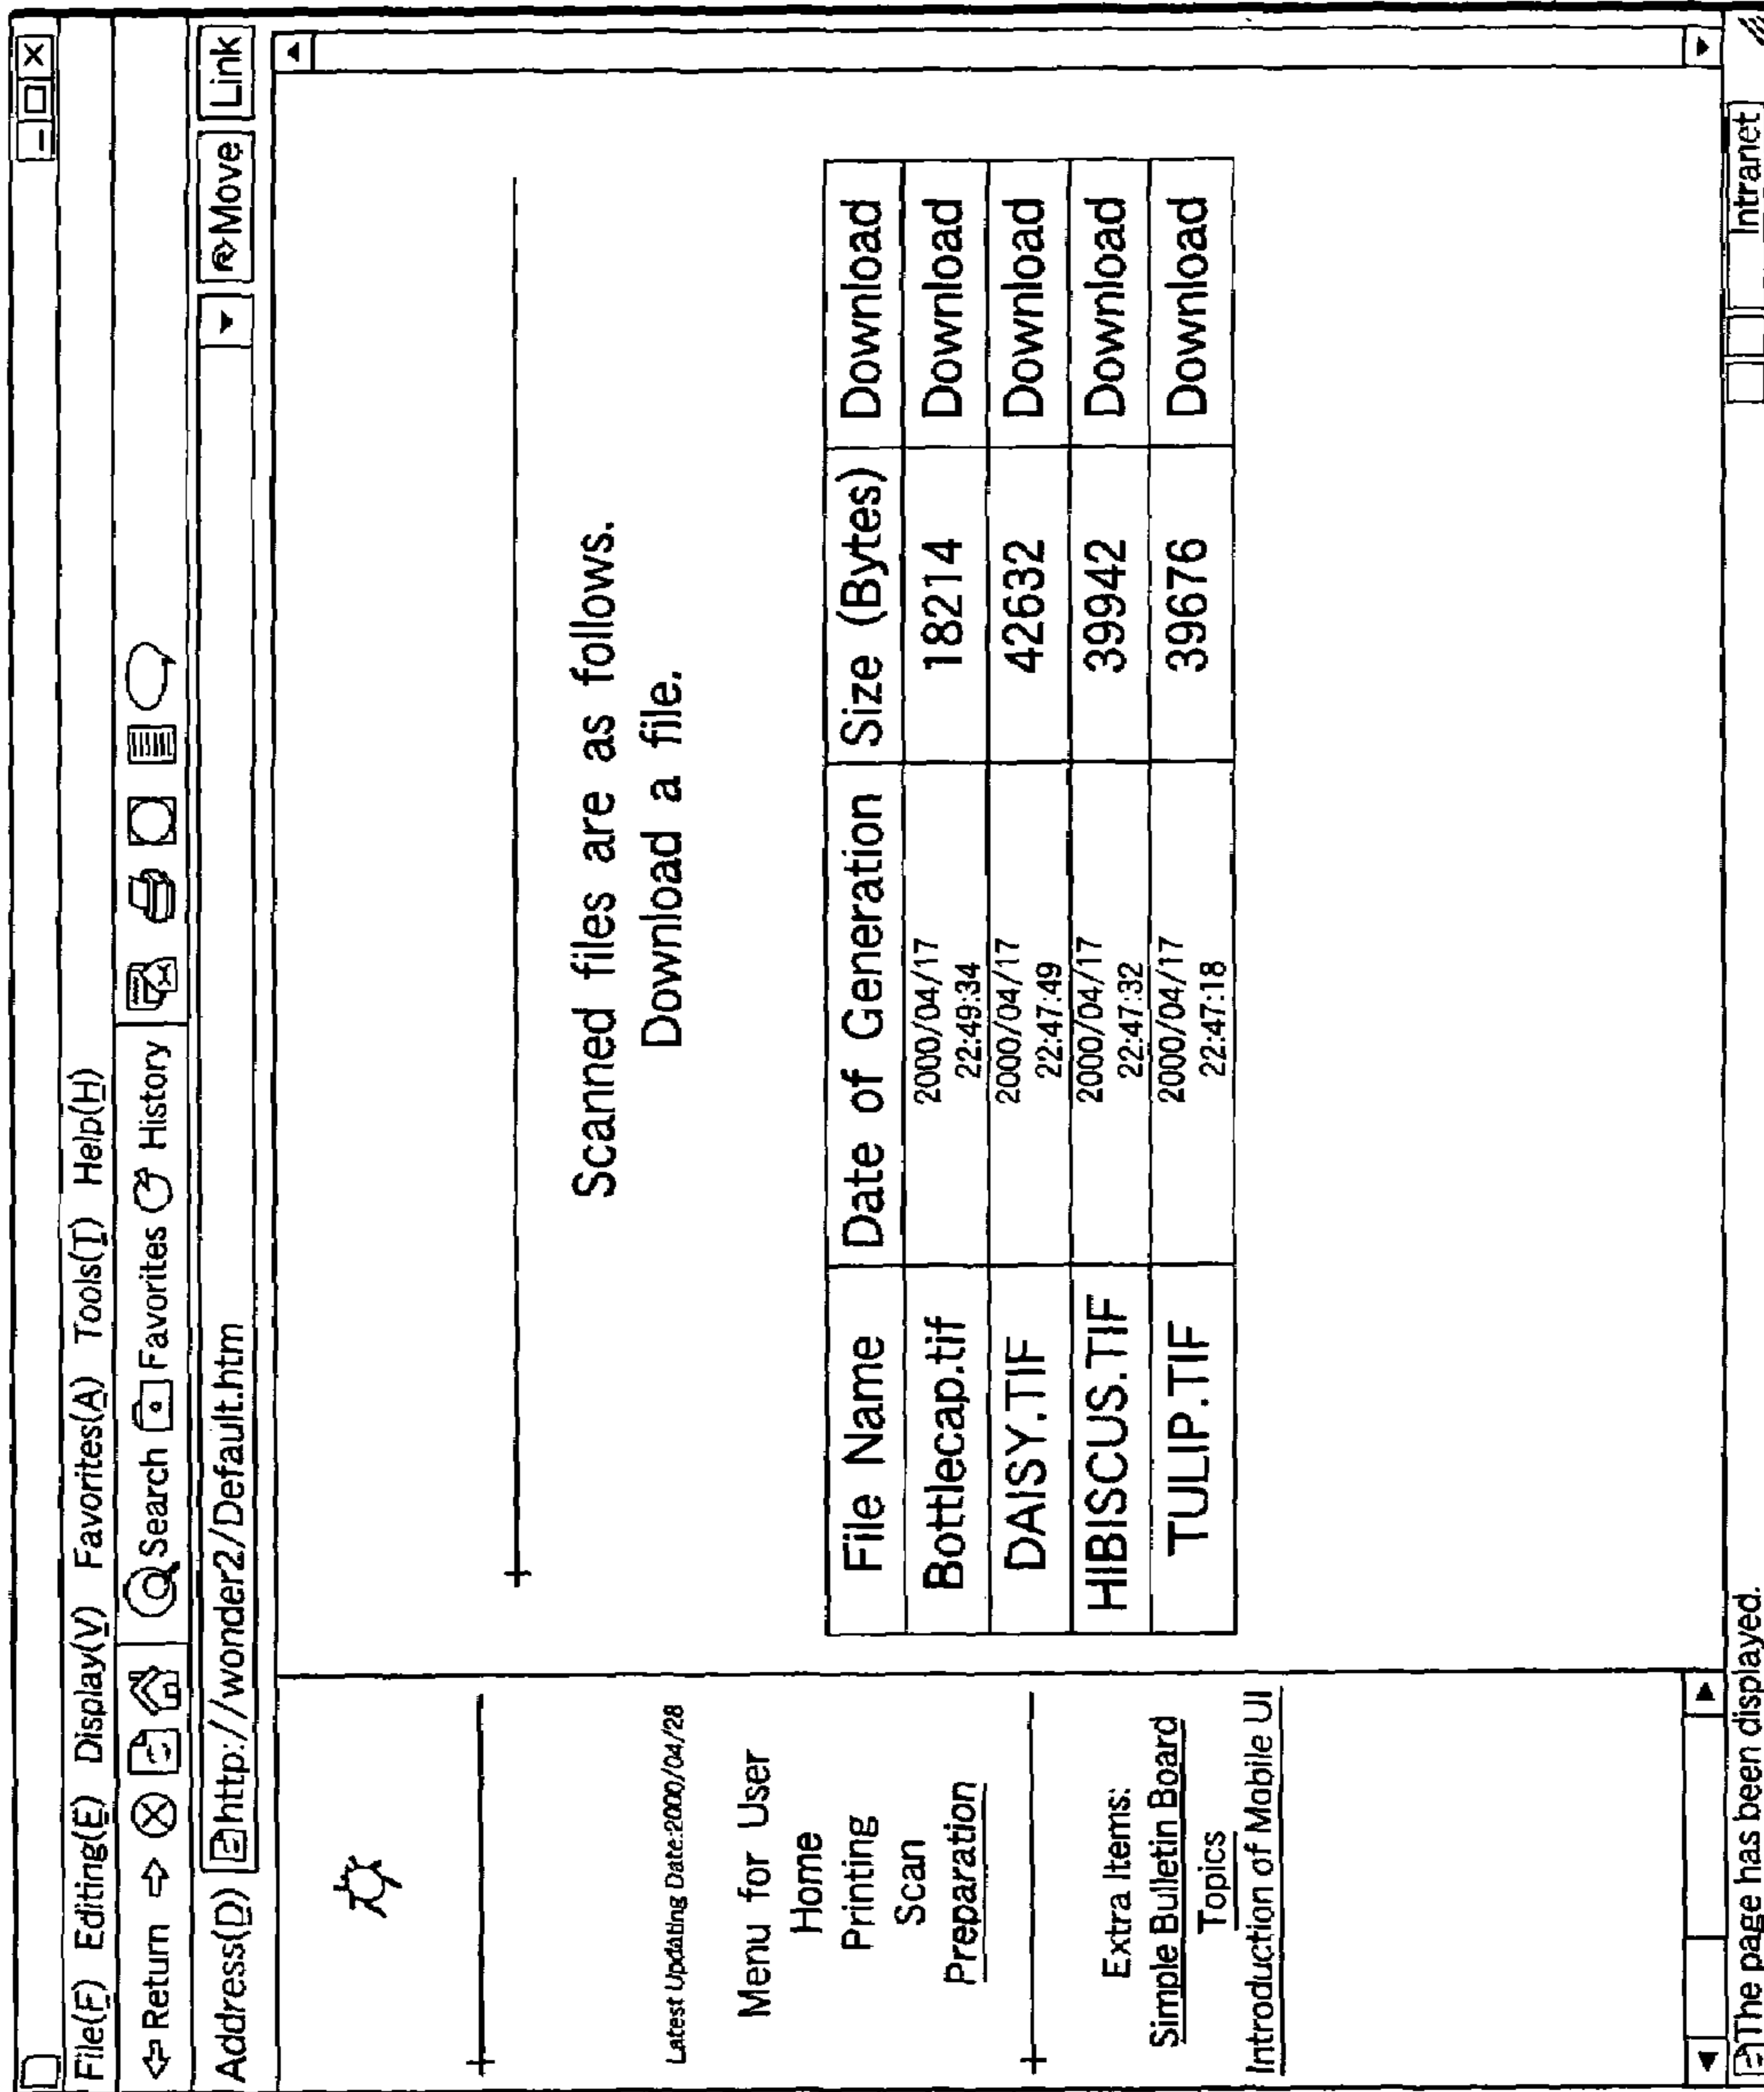 File(F) Editing(E) Display(V) Favorites(A) Tools(T) Help(H)
Return Search Favorites History
Address(D) http://wonder2/Default.htm Move Link
Latest Updating Date:2000/04/28
Menu for User
Home
Printing
Scan
Preparation
Extra Items:
Simple Bulletin Board
Topics
Introduction of Mobile UI
Scanned files are as follows.
Download a file.
File Name Date of Generation Size (Bytes) Download
Bottlecap.tif 2000/04/17 22:49:34 18214 Download
DAISY.TIF 2000/04/17 22:47:49 42632 Download
HIBISCUS.TIF 2000/04/17 22:47:32 39942 Download
TULIP.TIF 2000/04/17 22:47:18 39676 Download
The page has been displayed. Intranet